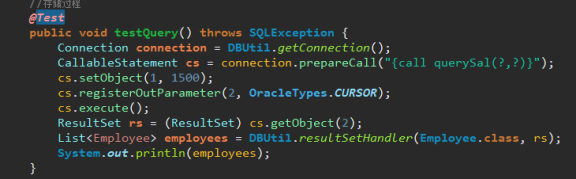 //存储过程
@Test
public void testQuery() throws SQLException {
Connection connection = DBUtil.getConnection();
CallableStatement cs = connection.prepareCall("{call querySal(?,?)}");
cs.setObject(1, 1500);
cs.registerOutParameter(2, OracleTypes.CURSOR);
cs.execute();
ResultSet rs = (ResultSet) cs.getObject(2);
List<Employee> employees = DBUtil.resultSetHandler(Employee.class, rs);
System.out.println(employees);
}